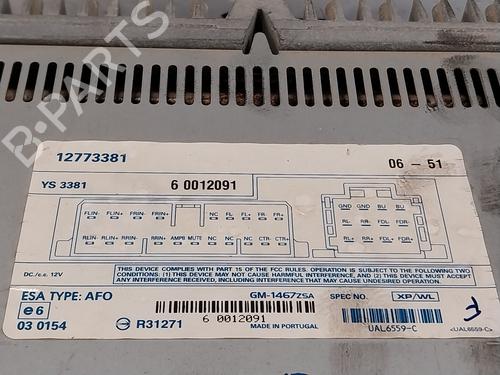 B-PARTS
12773381
06 - 51
YS 3381
6 0012091
FLIN- FLIN+ FRIN- FRIN+ NC FL- FL+ FR- FR+
RLIN- RLIN+ RRIN- RRIN+ AMPB MUTE NC NC CTR- CTR+
GND GND BU BU
RL- RL+ FDL- FDL+
RR- RR+ FDR+ FDR-
DC./c.c. 12V
THIS DEVICE COMPLIES WITH PART 15 OF THE FCC RULES. OPERATION IS SUBJECT TO THE FOLLOWING TWO CONDITIONS: (1) THIS DEVICE MAY NOT CAUSE HARMFUL INTERFERENCE, AND (2) THIS DEVICE MUST ACCEPT ANY INTERFERENCE RECEIVED, INCLUDING INTERFERENCE THAT MAY CAUSE UNDESIRED OPERATION.
ESA TYPE: AFO
GM-1467ZSA
SPEC NO.
XP/WL
e6
03 0154
R31271
6 0012091
MADE IN PORTUGAL
UAL6559-C
F
<UAL6559-C>